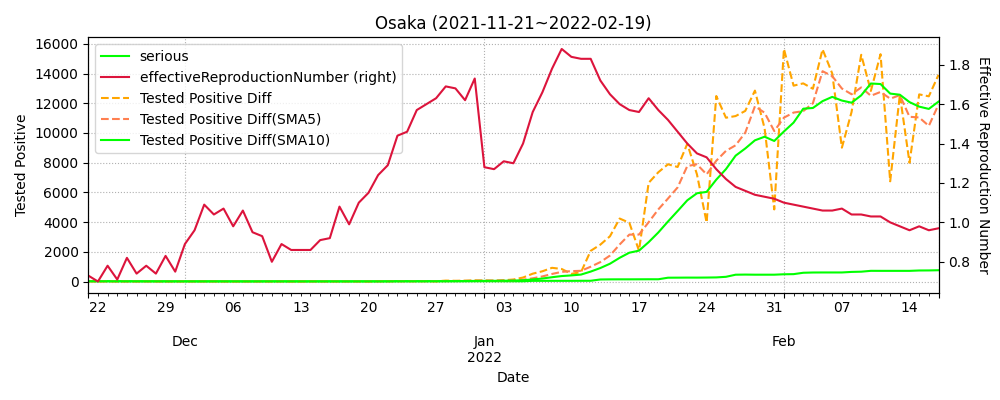 Osaka (2021-11-21~2022-02-19)
serious
effectiveReproductionNumber (right)
Tested Positive Diff
Tested Positive Diff(SMA5)
Tested Positive Diff(SMA10)
Tested Positive
16000
14000
12000
10000
8000
6000
4000
2000
0
1.8
1.6
1.4
1.2
1.0
0.8
Effective Reproduction Number
22 29 06 13 20 27 03 10 17 24 31 07 14
Dec Jan Feb
2022
Date